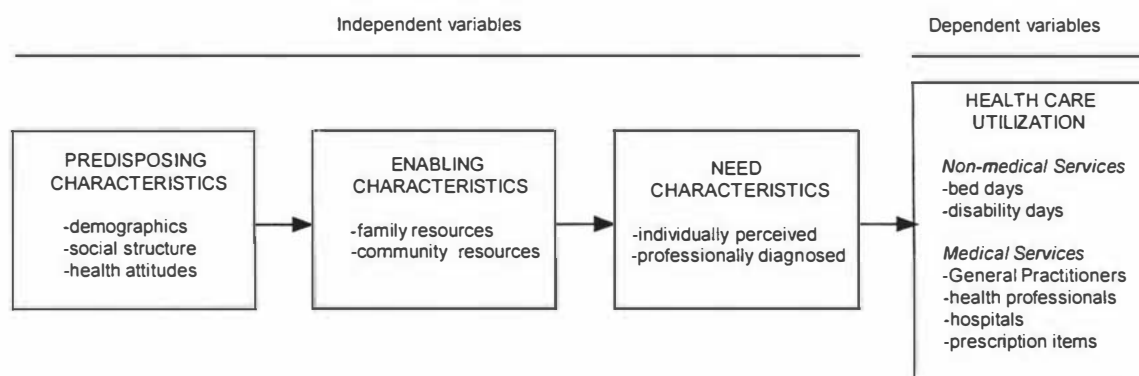 Independent variables
Dependent variables
PREDISPOSING
CHARACTERISTICS
-demographics
-social structure
-health attitudes
ENABLING
CHARACTERISTICS
-family resources
-community resources
NEED
CHARACTERISTICS
-individually perceived
-professionally diagnosed
HEALTH CARE
UTILIZATION
Non-medical Services
-bed days
-disability days
Medical Services
-General Practitioners
-health professionals
-hospitals
-prescription items